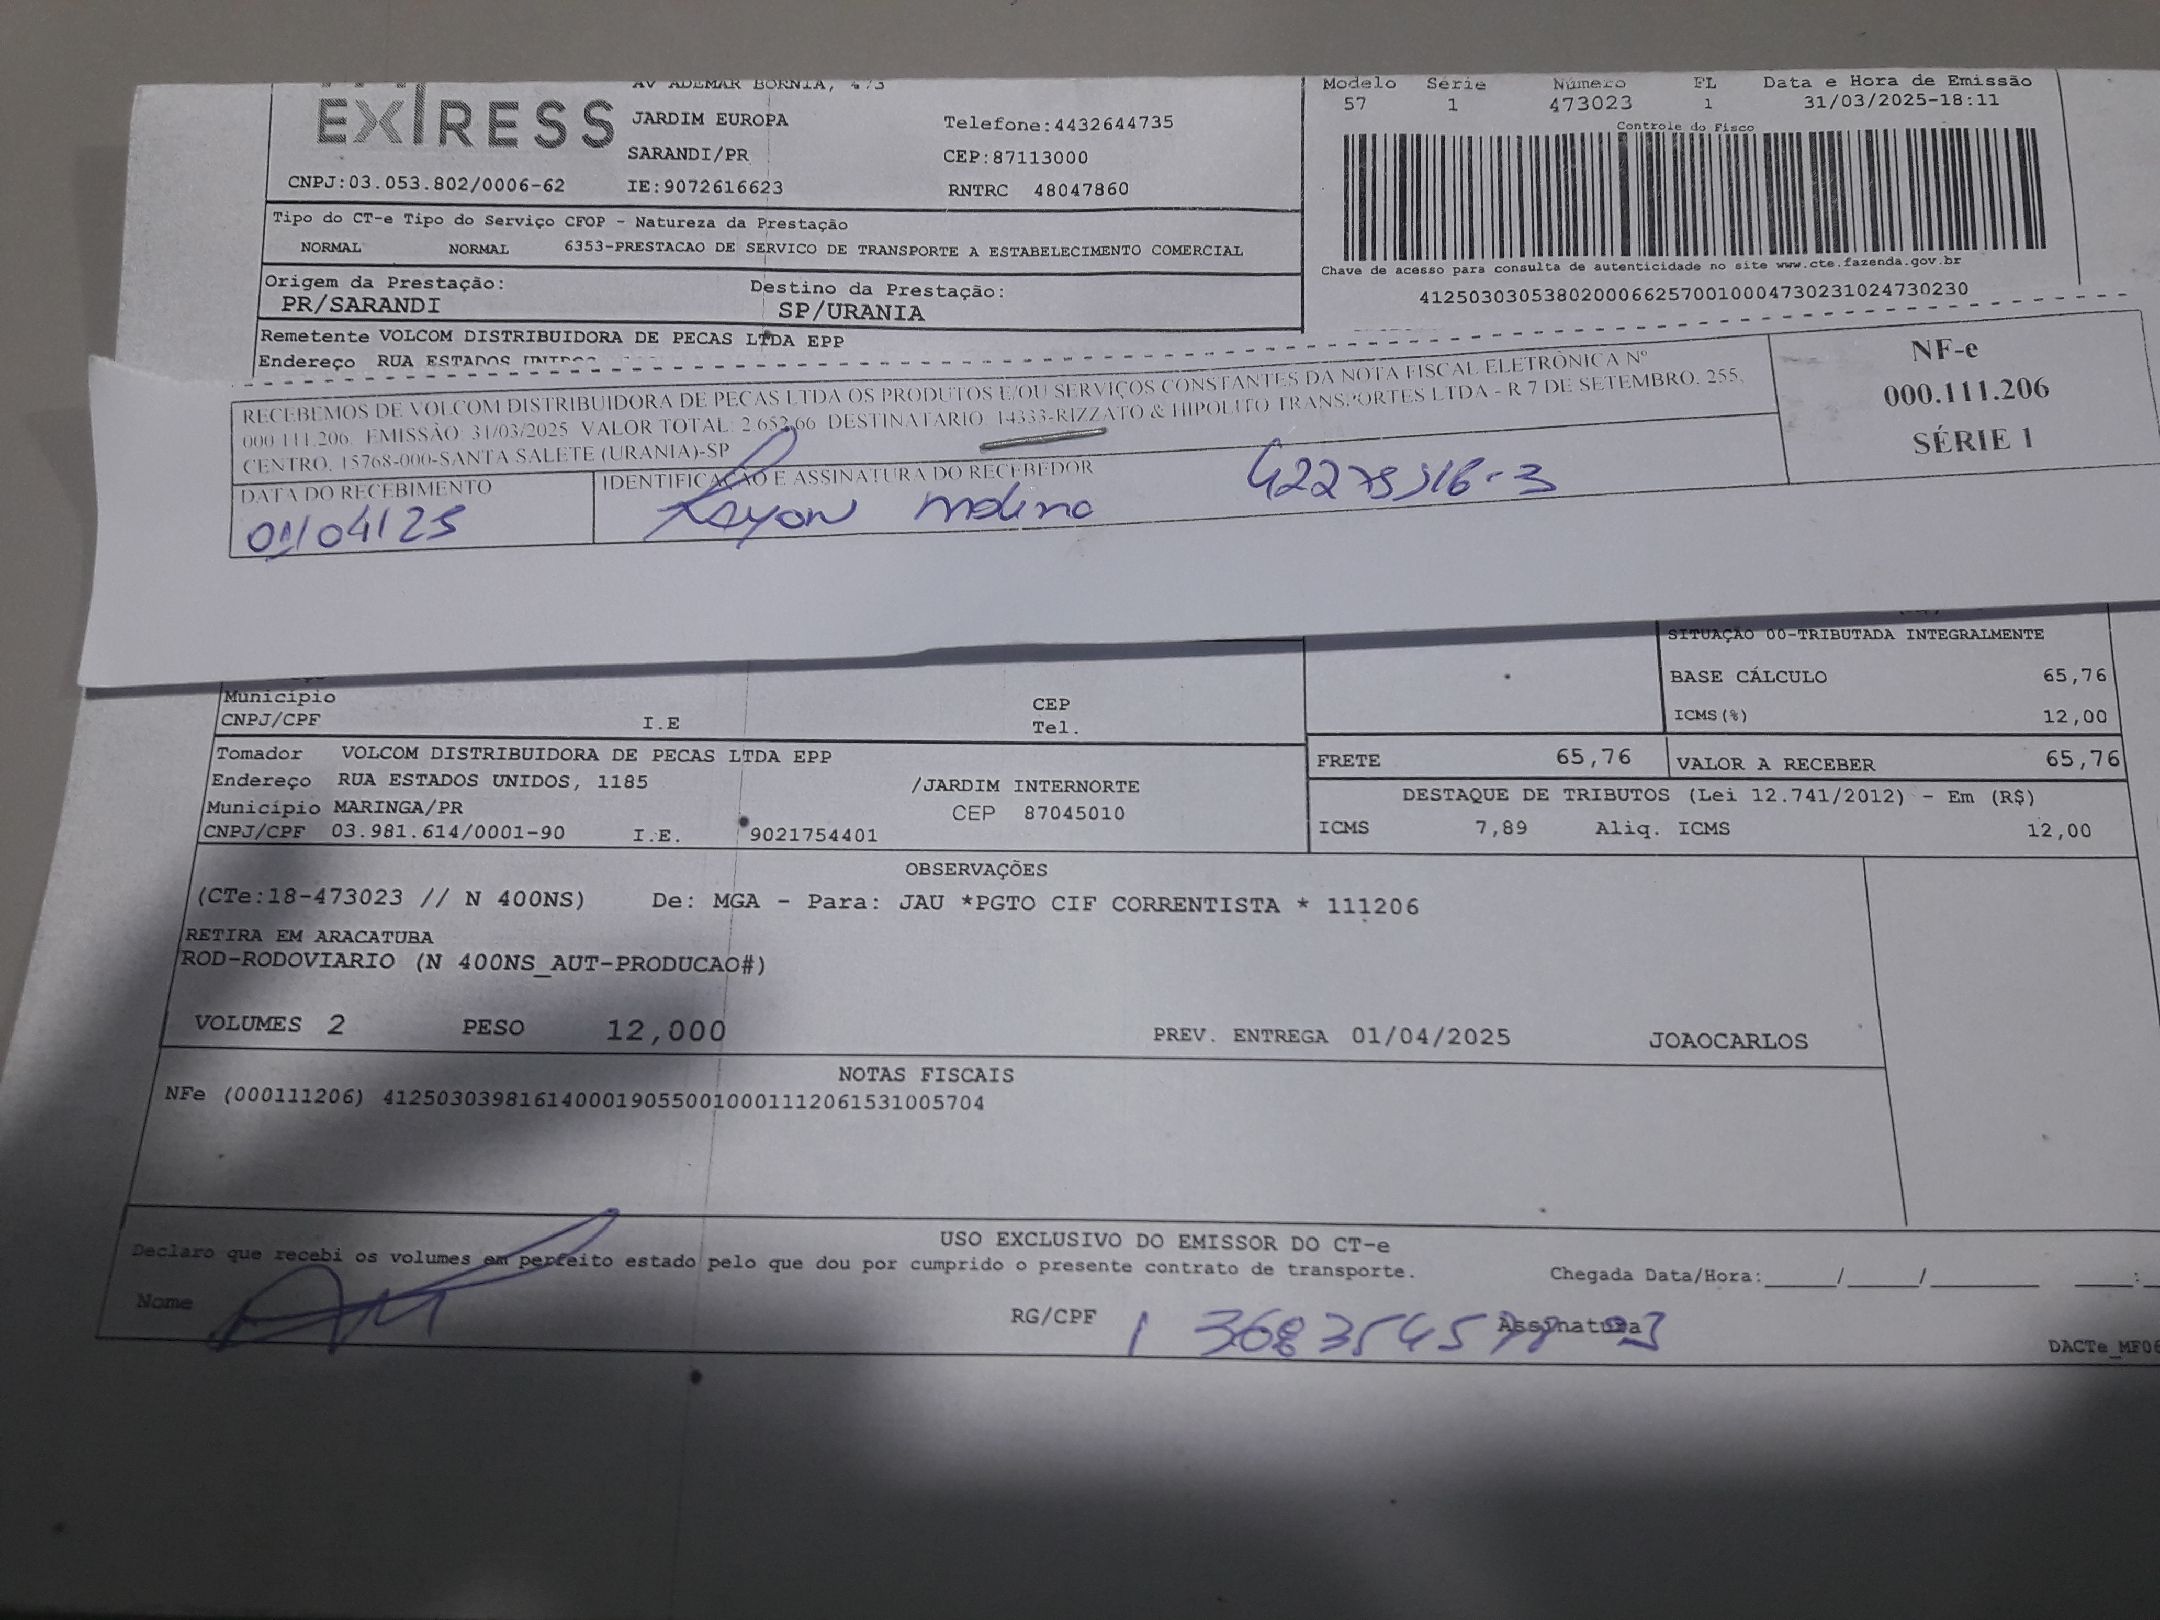 EXPRESS
AV ADEMAR BORNIA, 473
JARDIM EUROPA Telefone:4432644735
SARANDI/PR CEP:87113000
CNPJ:03.053.802/0006-62 IE:9072616623 RNTRC 48047860
Modelo Série Número FL Data e Hora de Emissão
57 1 473023 1 31/03/2025-18:11
Controle do Fisco
Chave de acesso para consulta de autenticidade no site www.cte.fazenda.gov.br
41250303053802000662570010004730231024730230
Tipo do CT-e Tipo do Serviço CFOP - Natureza da Prestação
NORMAL NORMAL 6353-PRESTACAO DE SERVICO DE TRANSPORTE A ESTABELECIMENTO COMERCIAL
Origem da Prestação: Destino da Prestação:
PR/SARANDI SP/URANIA
Remetente VOLCOM DISTRIBUIDORA DE PECAS LTDA EPP
Endereço RUA ESTADOS UNIDOS
RECEBEMOS DE VOLCOM DISTRIBUIDORA DE PECAS LTDA OS PRODUTOS E/OU SERVIÇOS CONSTANTES DA NOTA FISCAL ELETRÔNICA Nº
000.111.206. EMISSÃO: 31/03/2025 VALOR TOTAL: 2.652,66 DESTINATARIO: 14333-RIZZATO & HIPOLITO TRANSPORTES LTDA - R 7 DE SETEMBRO, 255,
CENTRO, 15768-000-SANTA SALETE (URANIA)-SP
NF-e
000.111.206
SÉRIE 1
DATA DO RECEBIMENTO IDENTIFICAÇÃO E ASSINATURA DO RECEBEDOR
01/04/25 Molina
SITUAÇÃO 00-TRIBUTADA INTEGRALMENTE
BASE CÁLCULO 65,76
ICMS(%) 12,00
Município CEP
CNPJ/CPF I.E Tel.
Tomador VOLCOM DISTRIBUIDORA DE PECAS LTDA EPP
Endereço RUA ESTADOS UNIDOS, 1185 /JARDIM INTERNORTE
Município MARINGA/PR CEP 87045010
CNPJ/CPF 03.981.614/0001-90 I.E. 9021754401
FRETE 65,76 VALOR A RECEBER 65,76
DESTAQUE DE TRIBUTOS (Lei 12.741/2012) - Em (R$)
ICMS 7,89 Aliq. ICMS 12,00
OBSERVAÇÕES
(CTe:18-473023 // N 400NS) De: MGA - Para: JAU *PGTO CIF CORRENTISTA * 111206
RETIRA EM ARACATUBA
ROD-RODOVIARIO (N 400NS_AUT-PRODUCAO#)
VOLUMES 2 PESO 12,000 PREV. ENTREGA 01/04/2025 JOAOCARLOS
NOTAS FISCAIS
NFe (000111206) 41250303981614000190550010001112061531005704
USO EXCLUSIVO DO EMISSOR DO CT-e
Declaro que recebi os volumes em perfeito estado pelo que dou por cumprido o presente contrato de transporte. Chegada Data/Hora:_____/_____/________ ____:
Nome RG/CPF Assinatura
DACTe_MF06